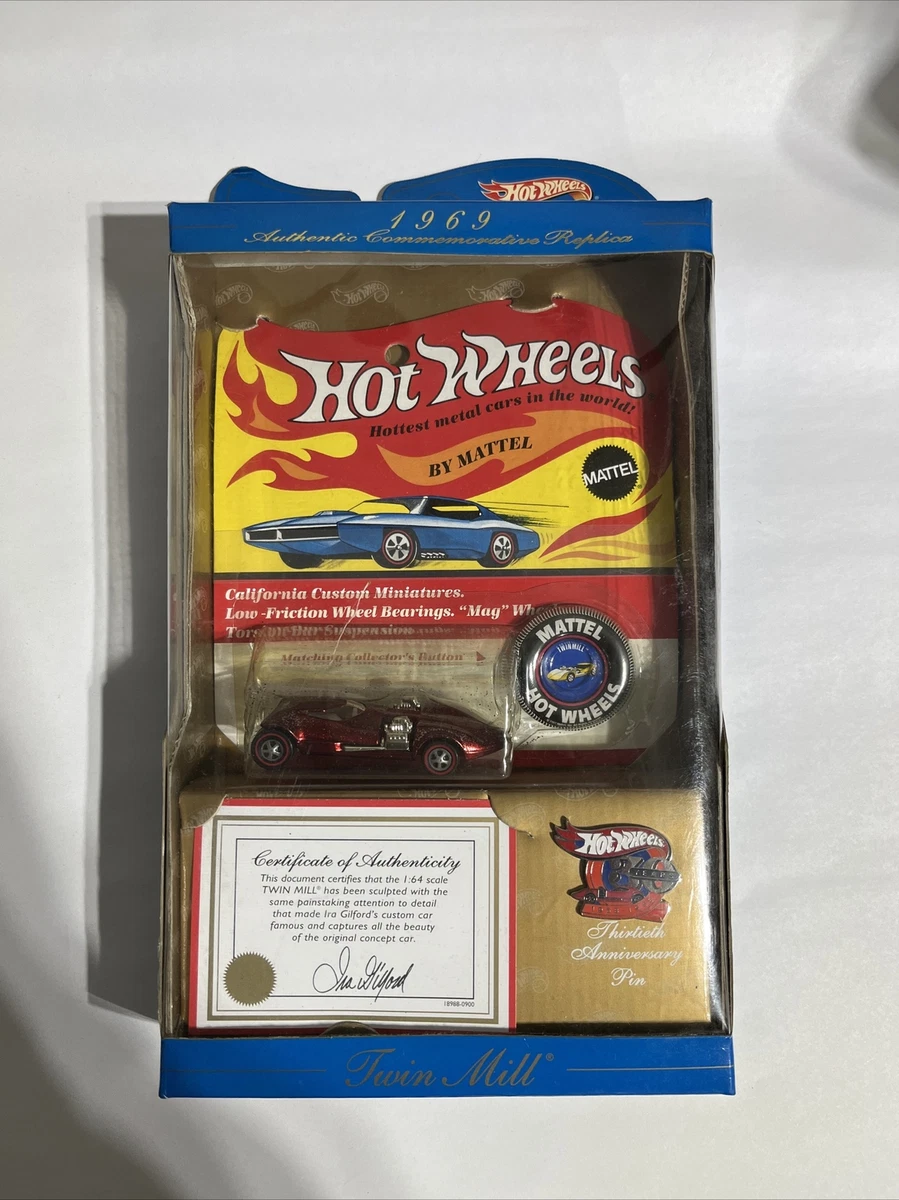 HOT WHEELS
1969
Authentic Commemorative Replica
HOT WHEELS
Hottest metal cars in the world!
BY MATTEL
MATTEL
California Custom Miniatures.
Low-Friction Wheel Bearings. "Mag"
Torsion-Bar Suspension
Matching Collector's Button
MATTEL
TWINMILL
HOT WHEELS
Certificate of Authenticity
This document certifies that the 1:64 scale
TWIN MILL® has been sculpted with the
same painstaking attention to detail
that made Ira Gilford's custom car
famous and captures all the beauty
of the original concept car.
Ira Gilford
18988-0900
HOT WHEELS
Thirtieth
Anniversary
Pin
Twin Mill®